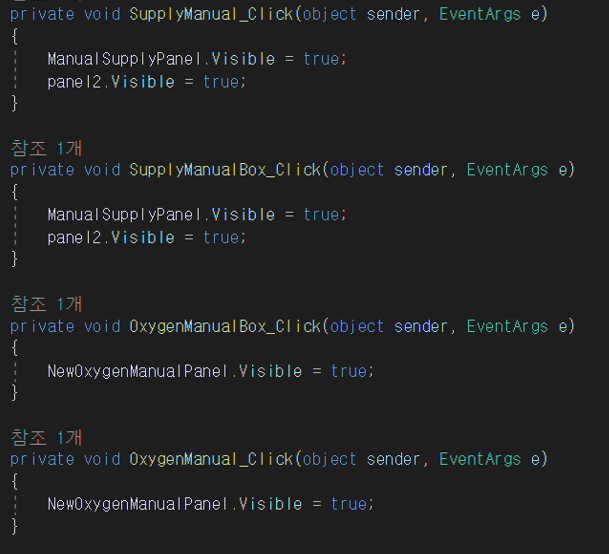 private void SupplyManual_Click(object sender, EventArgs e)
{
ManualSupplyPanel.Visible = true;
panel2.Visible = true;
}
참조 1개
private void SupplyManualBox_Click(object sender, EventArgs e)
{
ManualSupplyPanel.Visible = true;
panel2.Visible = true;
}
참조 1개
private void OxygenManualBox_Click(object sender, EventArgs e)
{
NewOxygenManualPanel.Visible = true;
}
참조 1개
private void OxygenManual_Click(object sender, EventArgs e)
{
NewOxygenManualPanel.Visible = true;
}